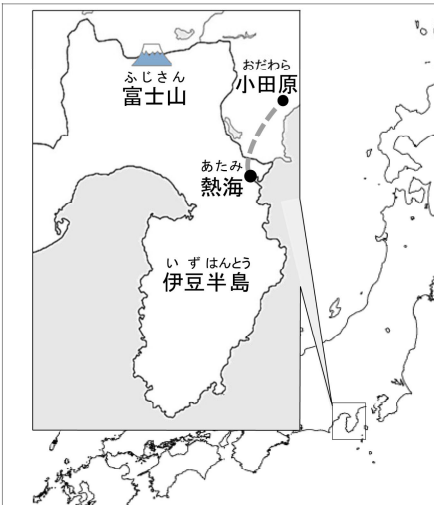 ふじさん
富士山
おだわら
小田原
あたみ
熱海
いずはんとう
伊豆半島